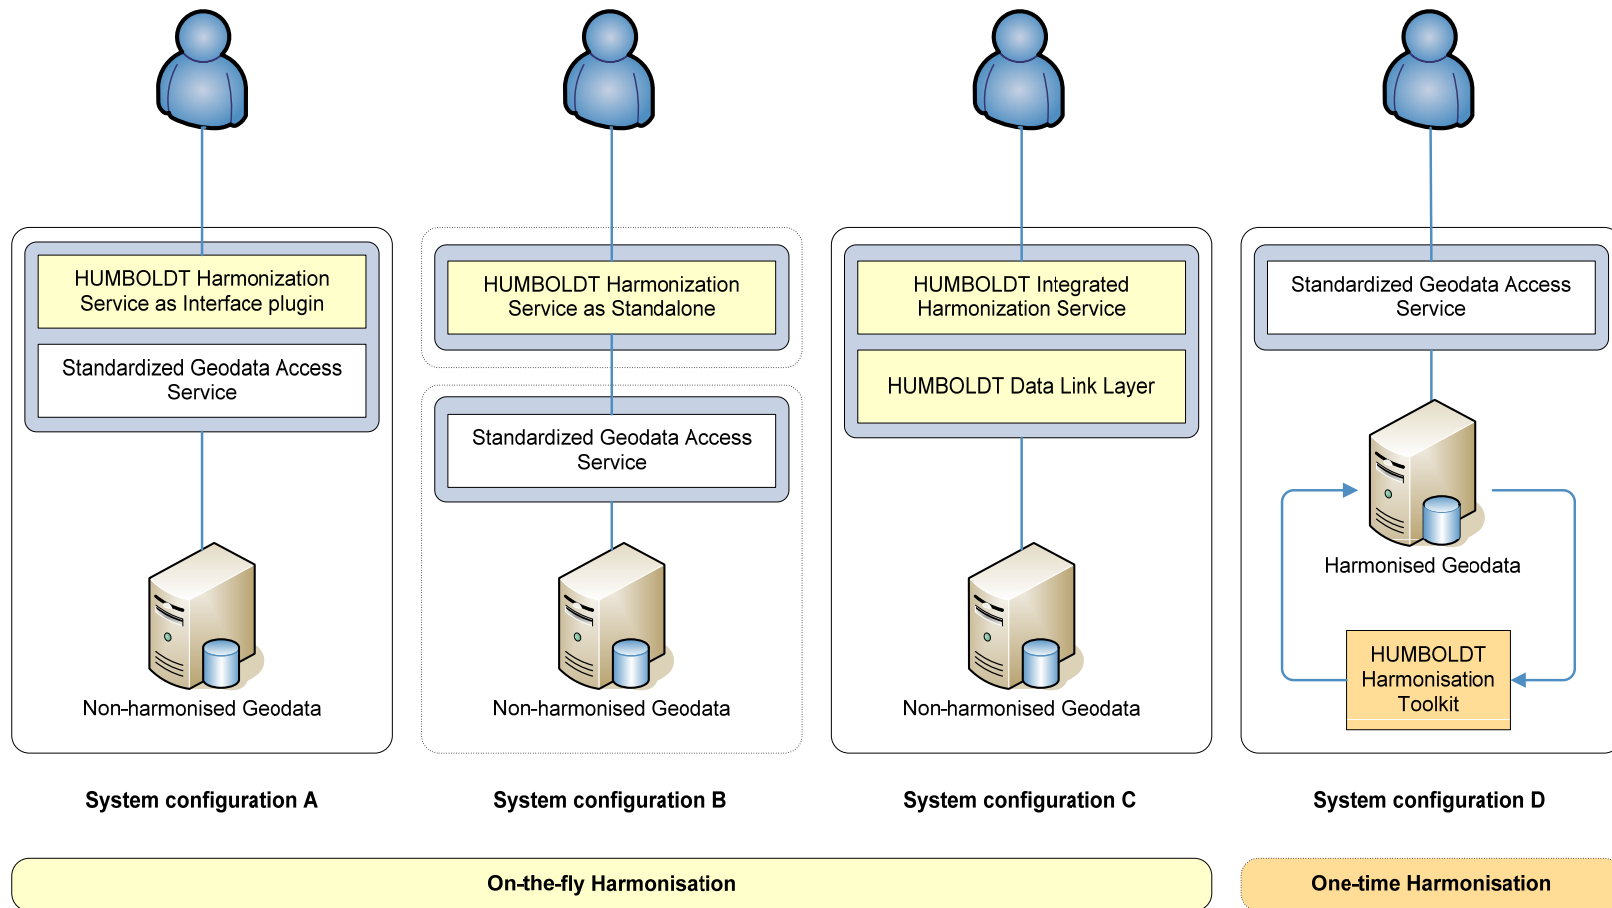 HUMBOLDT Harmonization
Service as Interface plugin
Standardized Geodata Access
Service
Non-harmonised Geodata
System configuration A
HUMBOLDT Harmonization
Service as Standalone
Standardized Geodata Access
Service
Non-harmonised Geodata
System configuration B
HUMBOLDT Integrated
Harmonization Service
HUMBOLDT Data Link Layer
Non-harmonised Geodata
System configuration C
Standardized Geodata Access
Service
Harmonised Geodata
HUMBOLDT
Harmonisation
Toolkit
System configuration D
On-the-fly Harmonisation
One-time Harmonisation